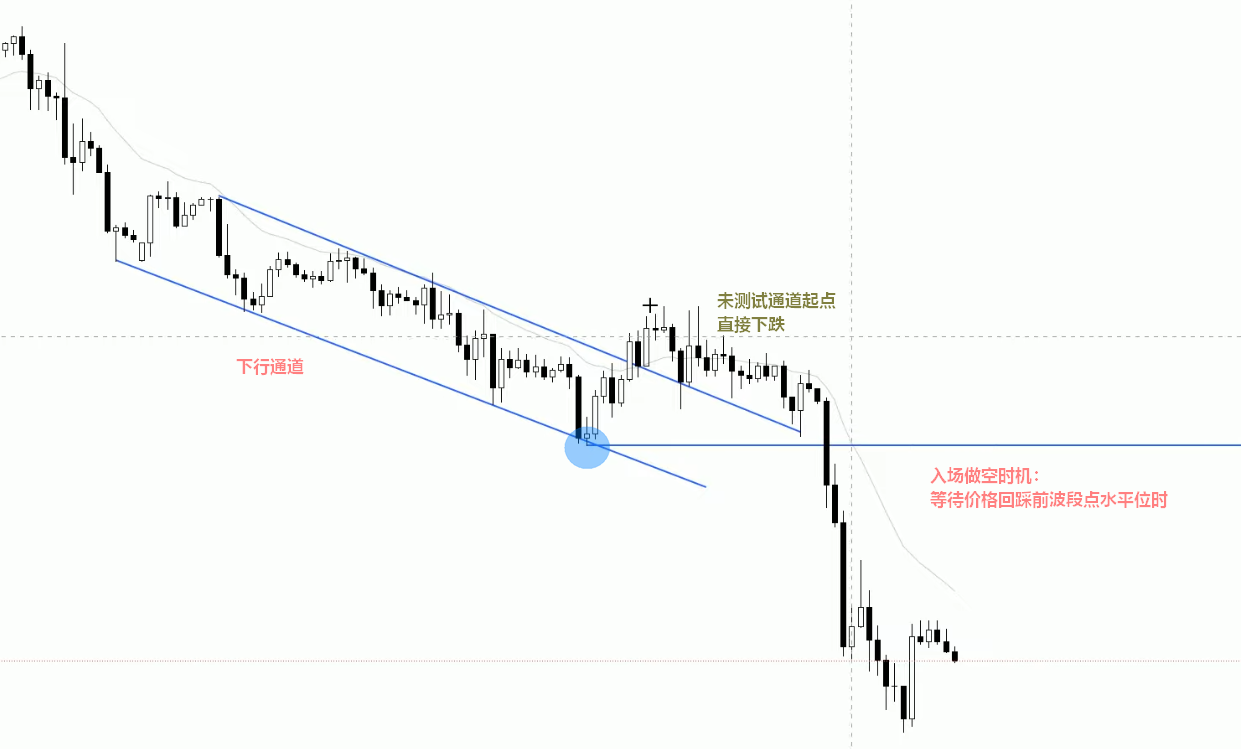 未测试通道起点
直接下跌
下行通道
入场做空时机：
等待价格回踩前波段点水平位时